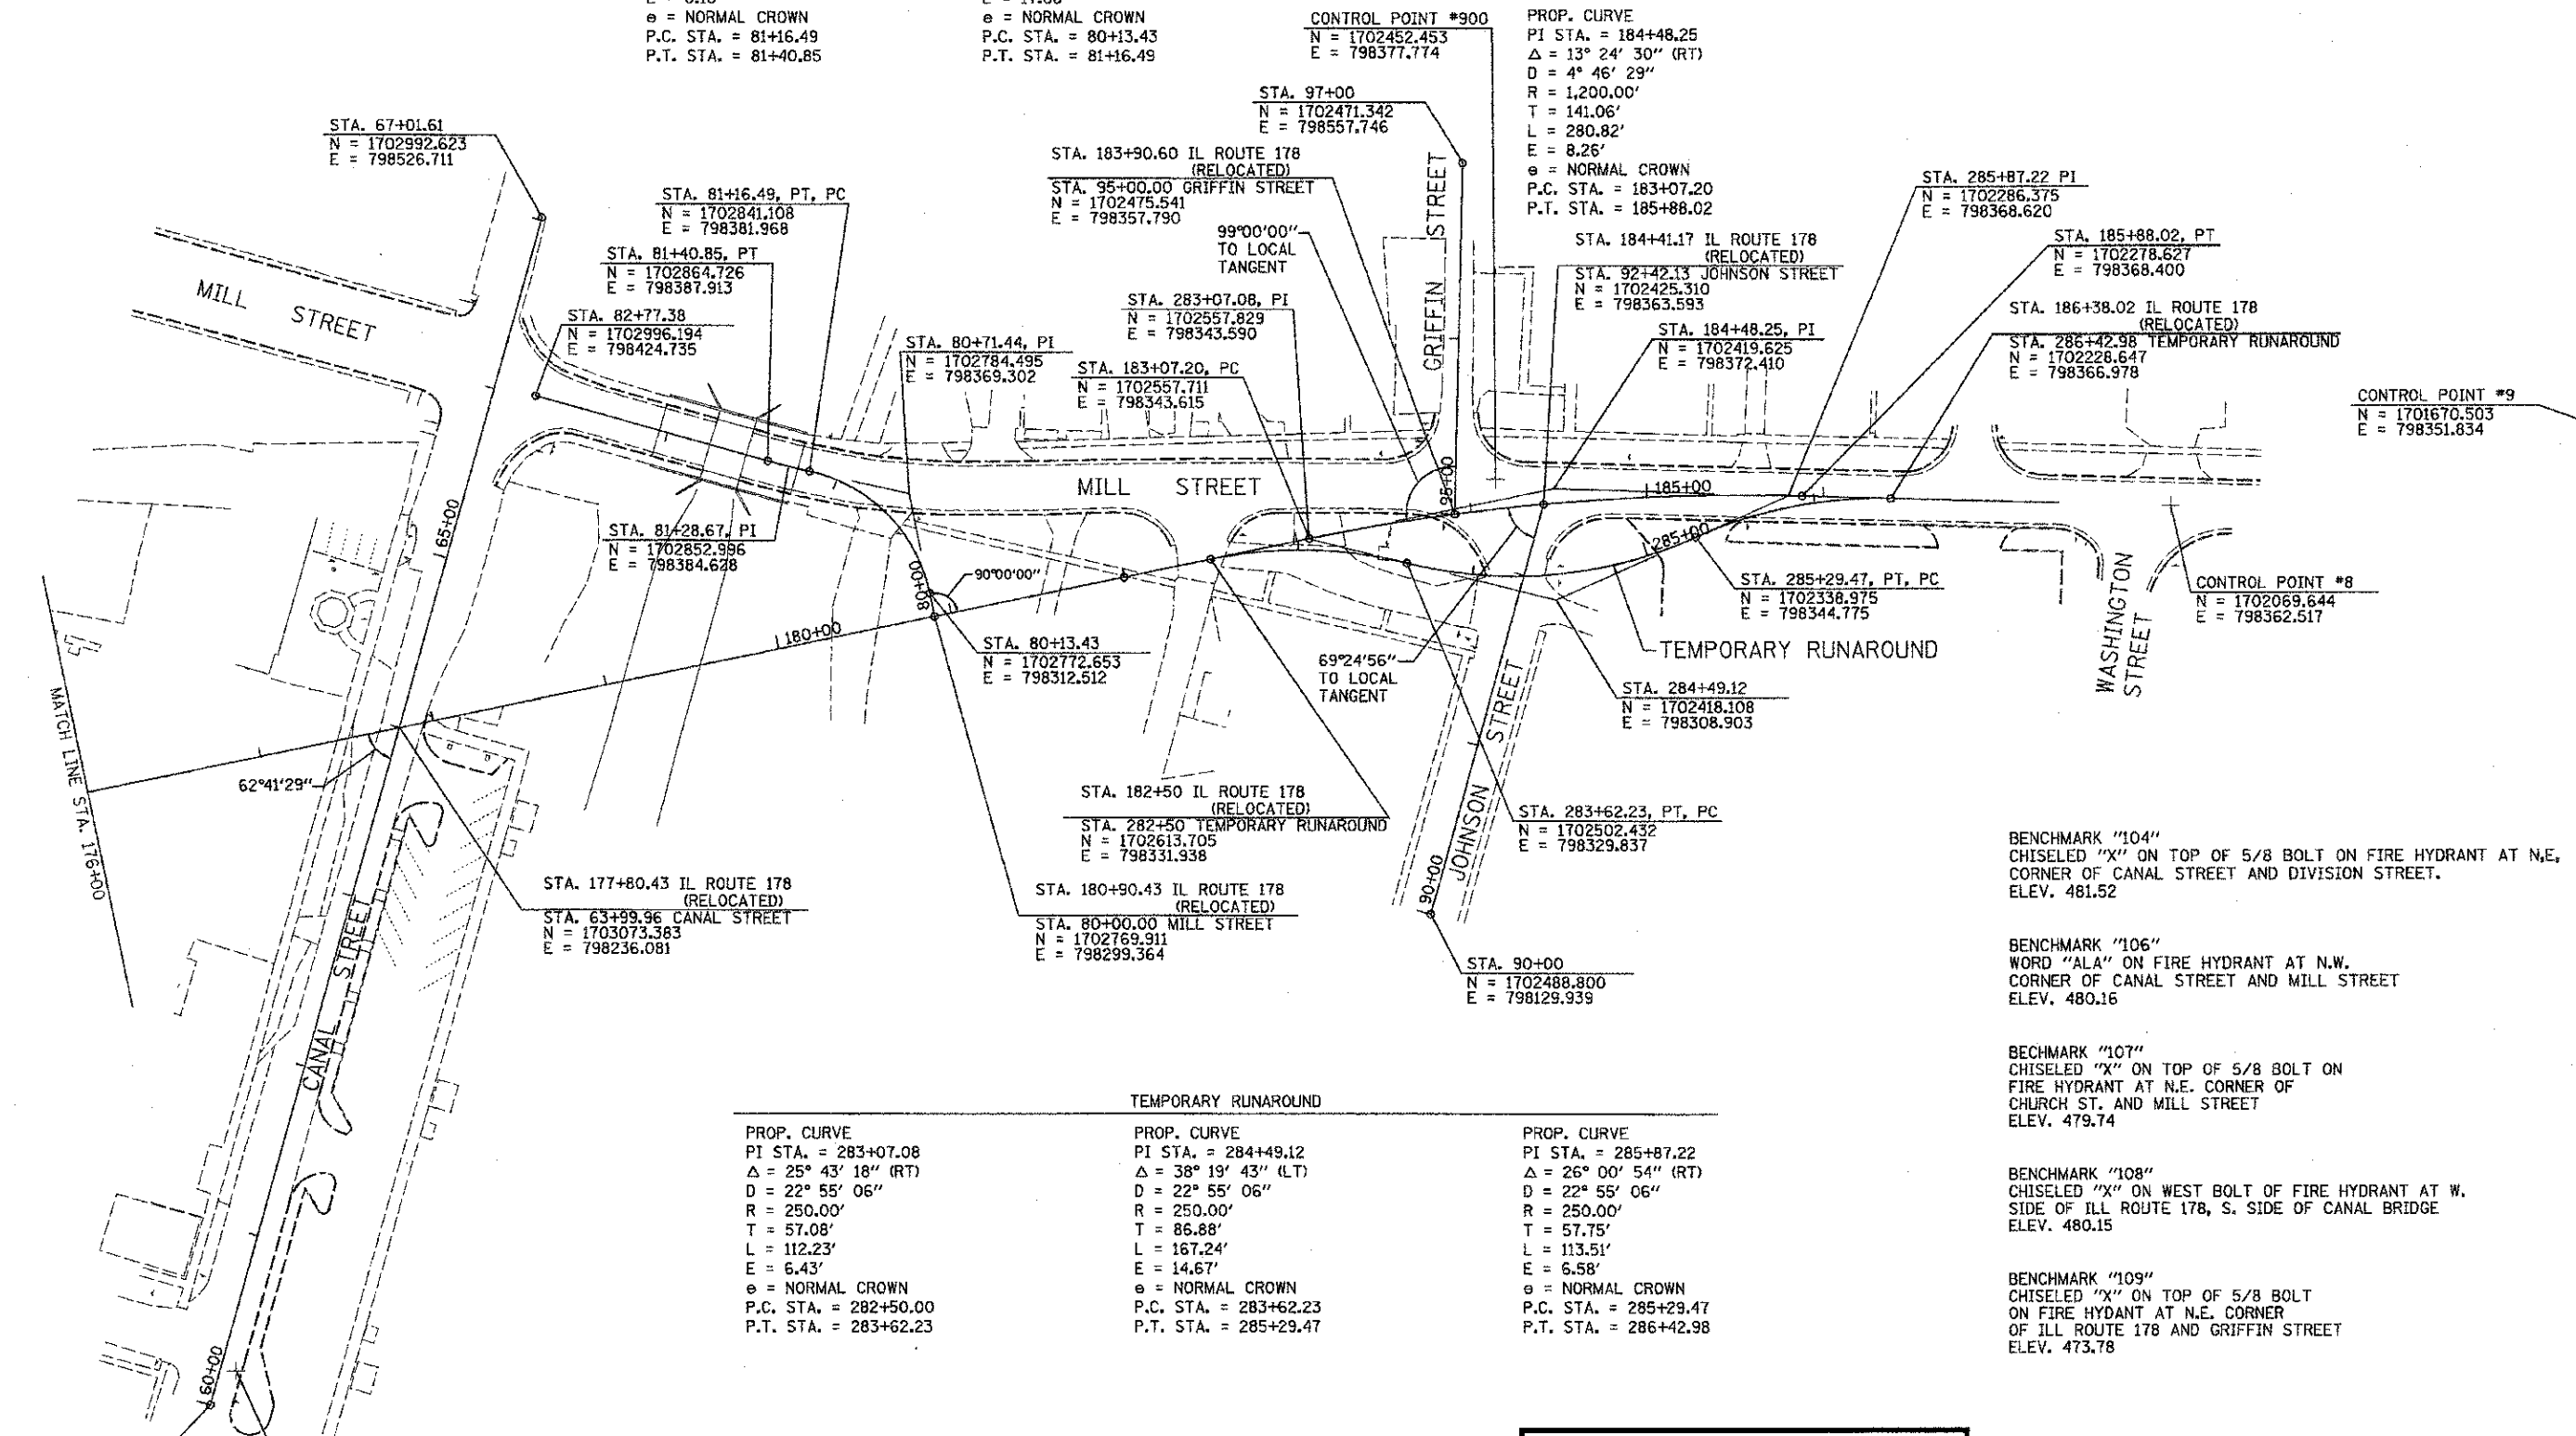 e = NORMAL CROWN
P.C. STA. = 81+16.49
P.T. STA. = 81+40.85
e = NORMAL CROWN
P.C. STA. = 80+13.43
P.T. STA. = 81+16.49
CONTROL POINT #900
N = 1702452.453
E = 798377.774
PROP. CURVE
PI STA. = 184+48.25
Δ = 13° 24' 30" (RT)
D = 4° 46' 29"
R = 1,200.00'
T = 141.06'
L = 280.82'
E = 8.26'
e = NORMAL CROWN
P.C. STA. = 183+07.20
P.T. STA. = 185+88.02
STA. 97+00
N = 1702471.342
E = 798557.746
STA. 67+01.61
N = 1702992.623
E = 798526.711
STA. 183+90.60 IL ROUTE 178
(RELOCATED)
STA. 95+00.00 GRIFFIN STREET
N = 1702475.541
E = 798357.790
STA. 81+16.49, PT, PC
N = 1702841.108
E = 798381.968
STA. 81+40.85, PT
N = 1702864.726
E = 798387.913
99°00'00"
TO LOCAL
TANGENT
GRIFFIN STREET
STA. 285+87.22 PI
N = 1702286.375
E = 798368.620
STA. 184+41.17 IL ROUTE 178
(RELOCATED)
STA. 92+42.13 JOHNSON STREET
N = 1702425.310
E = 798363.593
STA. 185+88.02, PT
N = 1702278.627
E = 798368.400
MILL STREET
STA. 82+77.38
N = 1702996.194
E = 798424.735
STA. 283+07.08, PI
N = 1702557.829
E = 798343.590
STA. 186+38.02 IL ROUTE 178
(RELOCATED)
STA. 286+42.98 TEMPORARY RUNAROUND
N = 1702228.647
E = 798366.978
STA. 80+71.44, PI
N = 1702784.495
E = 798369.302
STA. 184+48.25, PI
N = 1702419.625
E = 798372.410
STA. 183+07.20, PC
N = 1702557.711
E = 798343.615
CONTROL POINT #9
N = 1701670.503
E = 798351.834
MILL STREET
95+00
185+00
65+00
STA. 81+28.67, PI
N = 1702852.996
E = 798384.628
80+00
90°00'00"
285+00
STA. 285+29.47, PT, PC
N = 1702338.975
E = 798344.775
WASHINGTON STREET
CONTROL POINT #8
N = 1702069.644
E = 798362.517
180+00
STA. 80+13.43
N = 1702772.653
E = 798312.512
69°24'56"
TO LOCAL
TANGENT
TEMPORARY RUNAROUND
STA. 284+49.12
N = 1702418.108
E = 798308.903
MATCH LINE STA. 176+00
62°41'29"
STA. 182+50 IL ROUTE 178
(RELOCATED)
STA. 282+50 TEMPORARY RUNAROUND
N = 1702613.705
E = 798331.938
STA. 283+62.23, PT, PC
N = 1702502.432
E = 798329.837
JOHNSON STREET
90+00
STA. 177+80.43 IL ROUTE 178
(RELOCATED)
STA. 63+99.96 CANAL STREET
N = 1703073.383
E = 798236.081
STA. 180+90.43 IL ROUTE 178
(RELOCATED)
STA. 80+00.00 MILL STREET
N = 1702769.911
E = 798299.364
STA. 90+00
N = 1702488.800
E = 798129.939
CANAL STREET
60+00
BENCHMARK "104"
CHISELED "X" ON TOP OF 5/8 BOLT ON FIRE HYDRANT AT N.E.
CORNER OF CANAL STREET AND DIVISION STREET.
ELEV. 481.52
BENCHMARK "106"
WORD "ALA" ON FIRE HYDRANT AT N.W.
CORNER OF CANAL STREET AND MILL STREET
ELEV. 480.16
BECHMARK "107"
CHISELED "X" ON TOP OF 5/8 BOLT ON
FIRE HYDRANT AT N.E. CORNER OF
CHURCH ST. AND MILL STREET
ELEV. 479.74
BENCHMARK "108"
CHISELED "X" ON WEST BOLT OF FIRE HYDRANT AT W.
SIDE OF ILL ROUTE 178, S. SIDE OF CANAL BRIDGE
ELEV. 480.15
BENCHMARK "109"
CHISELED "X" ON TOP OF 5/8 BOLT
ON FIRE HYDANT AT N.E. CORNER
OF ILL ROUTE 178 AND GRIFFIN STREET
ELEV. 473.78
TEMPORARY RUNAROUND
PROP. CURVE
PI STA. = 283+07.08
Δ = 25° 43' 18" (RT)
D = 22° 55' 06"
R = 250.00'
T = 57.08'
L = 112.23'
E = 6.43'
e = NORMAL CROWN
P.C. STA. = 282+50.00
P.T. STA. = 283+62.23
PROP. CURVE
PI STA. = 284+49.12
Δ = 38° 19' 43" (LT)
D = 22° 55' 06"
R = 250.00'
T = 86.88'
L = 167.24'
E = 14.67'
e = NORMAL CROWN
P.C. STA. = 283+62.23
P.T. STA. = 285+29.47
PROP. CURVE
PI STA. = 285+87.22
Δ = 26° 00' 54" (RT)
D = 22° 55' 06"
R = 250.00'
T = 57.75'
L = 113.51'
E = 6.58'
e = NORMAL CROWN
P.C. STA. = 285+29.47
P.T. STA. = 286+42.98